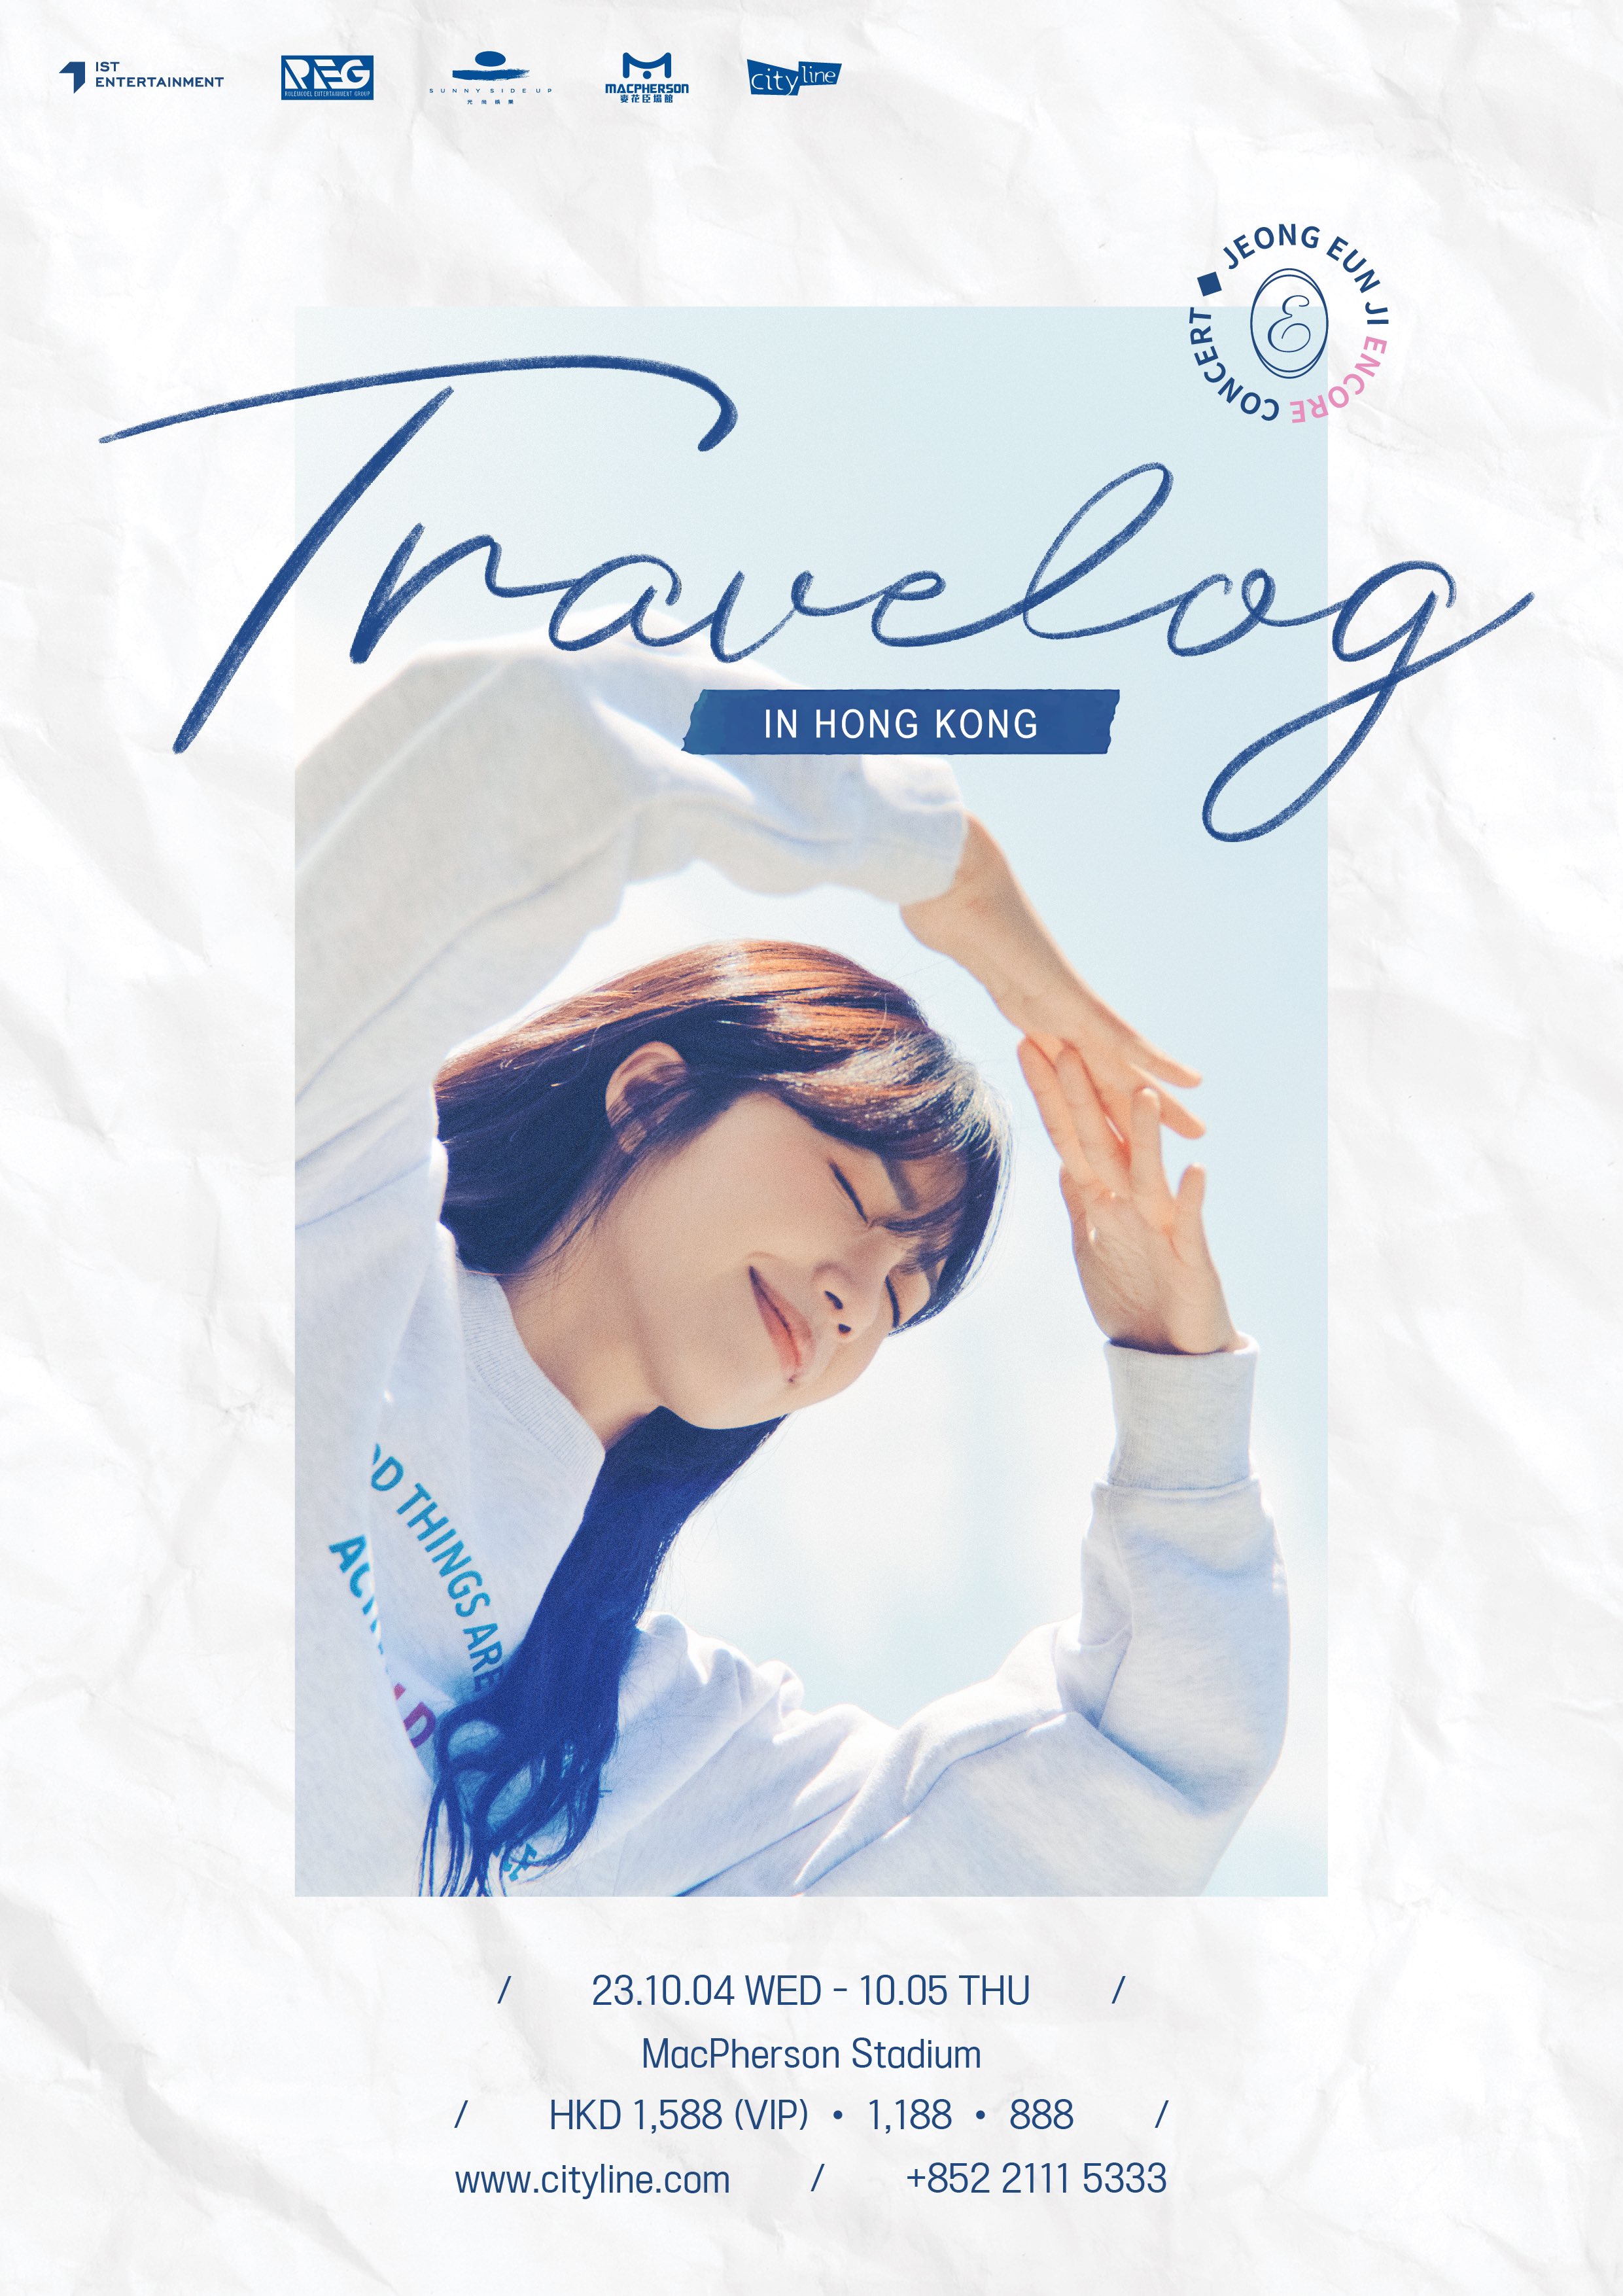 IST
ENTERTAINMENT
REG
ROLEMODEL ENTERTAINMENT GROUP
SUNNY SIDE UP
MACPHERSON
麥花臣場館
cityline
JEONG EUN JI ENCORE CONCERT
E
Travelog
IN HONG KONG
D THINGS ARE
/ 23.10.04 WED - 10.05 THU /
MacPherson Stadium
/ HKD 1,588 (VIP) • 1,188 • 888 /
www.cityline.com / +852 2111 5333